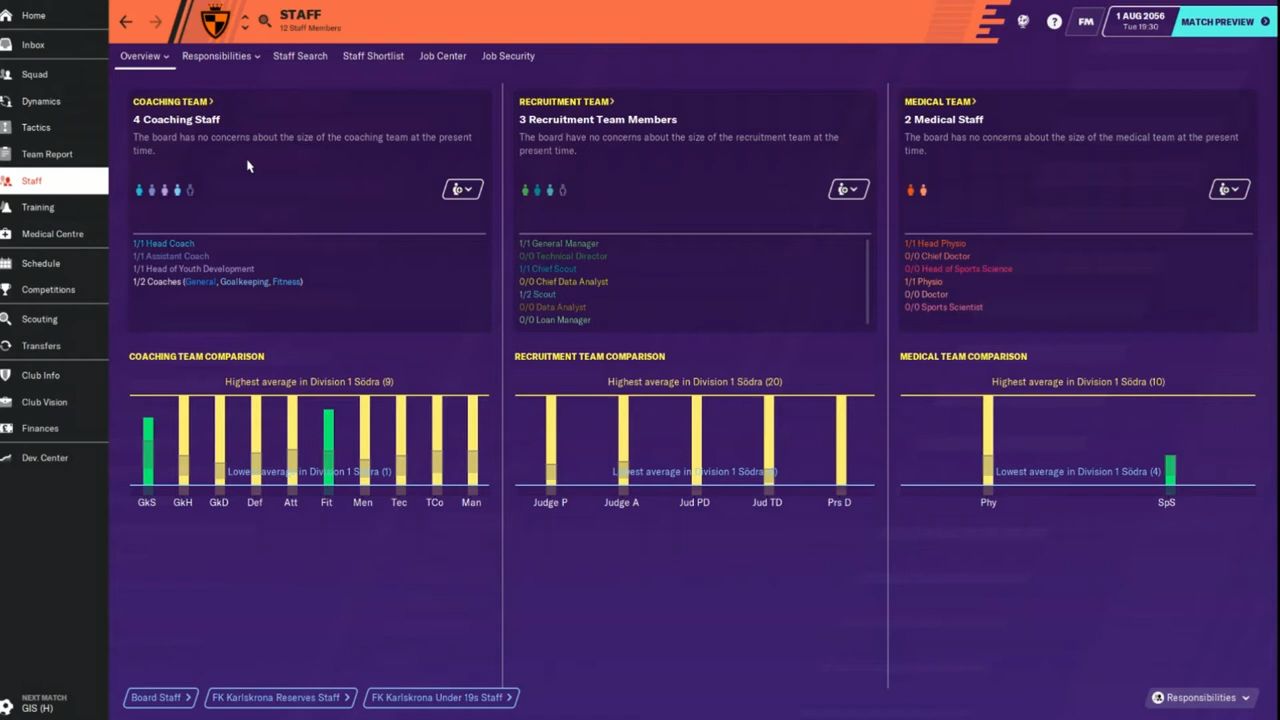 Home
Inbox
Squad
Dynamics
Tactics
Team Report
Staff
Training
Medical Centre
Schedule
Competitions
Scouting
Transfers
Club Info
Club Vision
Finances
Dev. Center
NEXT MATCH
GIS (H)
STAFF
12 Staff Members
FM
1 AUG 2056
Tue 19:30
MATCH PREVIEW
Overview
Responsibilities
Staff Search
Staff Shortlist
Job Center
Job Security
COACHING TEAM
4 Coaching Staff
The board has no concerns about the size of the coaching team at the present
time.
1/1 Head Coach
1/1 Assistant Coach
1/1 Head of Youth Development
1/2 Coaches (General, Goalkeeping, Fitness)
COACHING TEAM COMPARISON
Highest average in Division 1 Södra (9)
Lowest average in Division 1 Södra (1)
GkS GkH GkD Def Att Fit Men Tec TCo Man
RECRUITMENT TEAM
3 Recruitment Team Members
The board have no concerns about the size of the recruitment team at the
present time.
1/1 General Manager
0/0 Technical Director
1/1 Chief Scout
0/0 Chief Data Analyst
1/2 Scout
0/0 Data Analyst
0/0 Loan Manager
RECRUITMENT TEAM COMPARISON
Highest average in Division 1 Södra (20)
Lowest average in Division 1 Södra
Judge P Judge A Jud PD Jud TD Prs D
MEDICAL TEAM
2 Medical Staff
The board has no concerns about the size of the medical team at the present
time.
1/1 Head Physio
0/0 Chief Doctor
0/0 Head of Sports Science
1/1 Physio
0/0 Doctor
0/0 Sports Scientist
MEDICAL TEAM COMPARISON
Highest average in Division 1 Södra (10)
Lowest average in Division 1 Södra (4)
Phy SpS
Board Staff
FK Karlskrona Reserves Staff
FK Karlskrona Under 19s Staff
Responsibilities